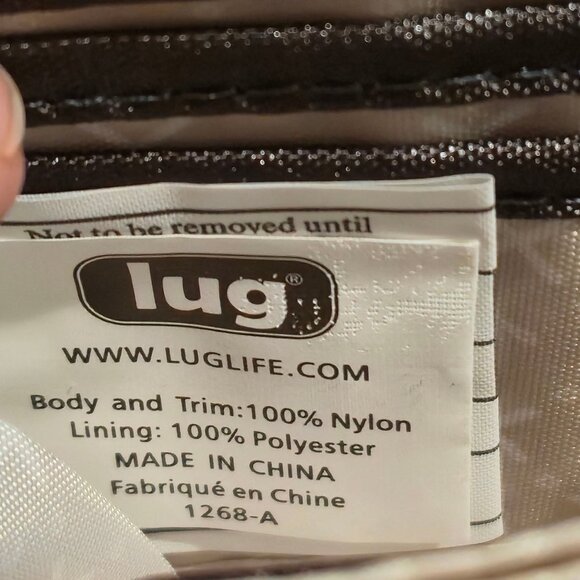 Not to be removed until
lug®
WWW.LUGLIFE.COM
Body and Trim:100% Nylon
Lining: 100% Polyester
MADE IN CHINA
Fabriqué en Chine
1268-A